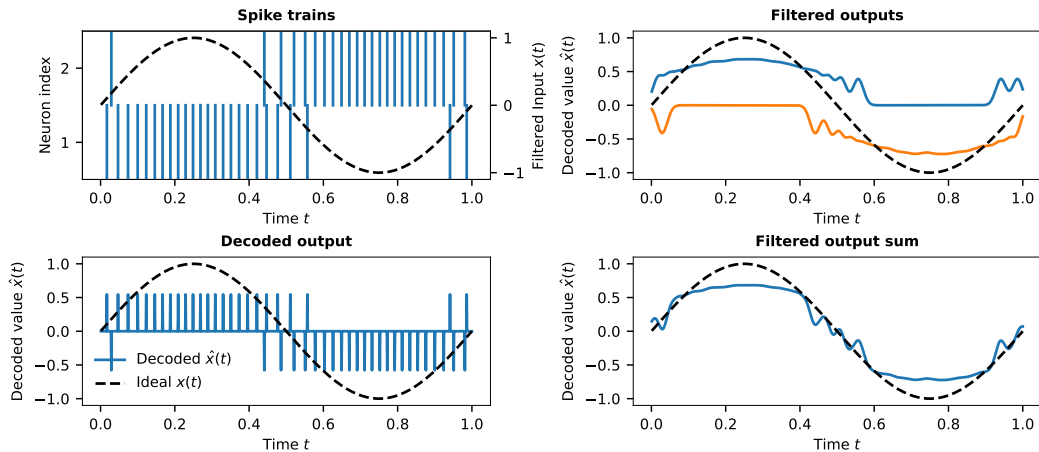 Spike trains
Neuron index
2
1
1
0
−1
Filtered Input x(t)
0.0 0.2 0.4 0.6 0.8 1.0
Time t
Filtered outputs
Decoded value x̂(t)
1.0
0.5
0.0
−0.5
−1.0
0.0 0.2 0.4 0.6 0.8 1.0
Time t
Decoded output
Decoded value x̂(t)
1.0
0.5
0.0
−0.5
−1.0
Decoded x̂(t)
Ideal x(t)
0.0 0.2 0.4 0.6 0.8 1.0
Time t
Filtered output sum
Decoded value x̂(t)
1.0
0.5
0.0
−0.5
−1.0
0.0 0.2 0.4 0.6 0.8 1.0
Time t